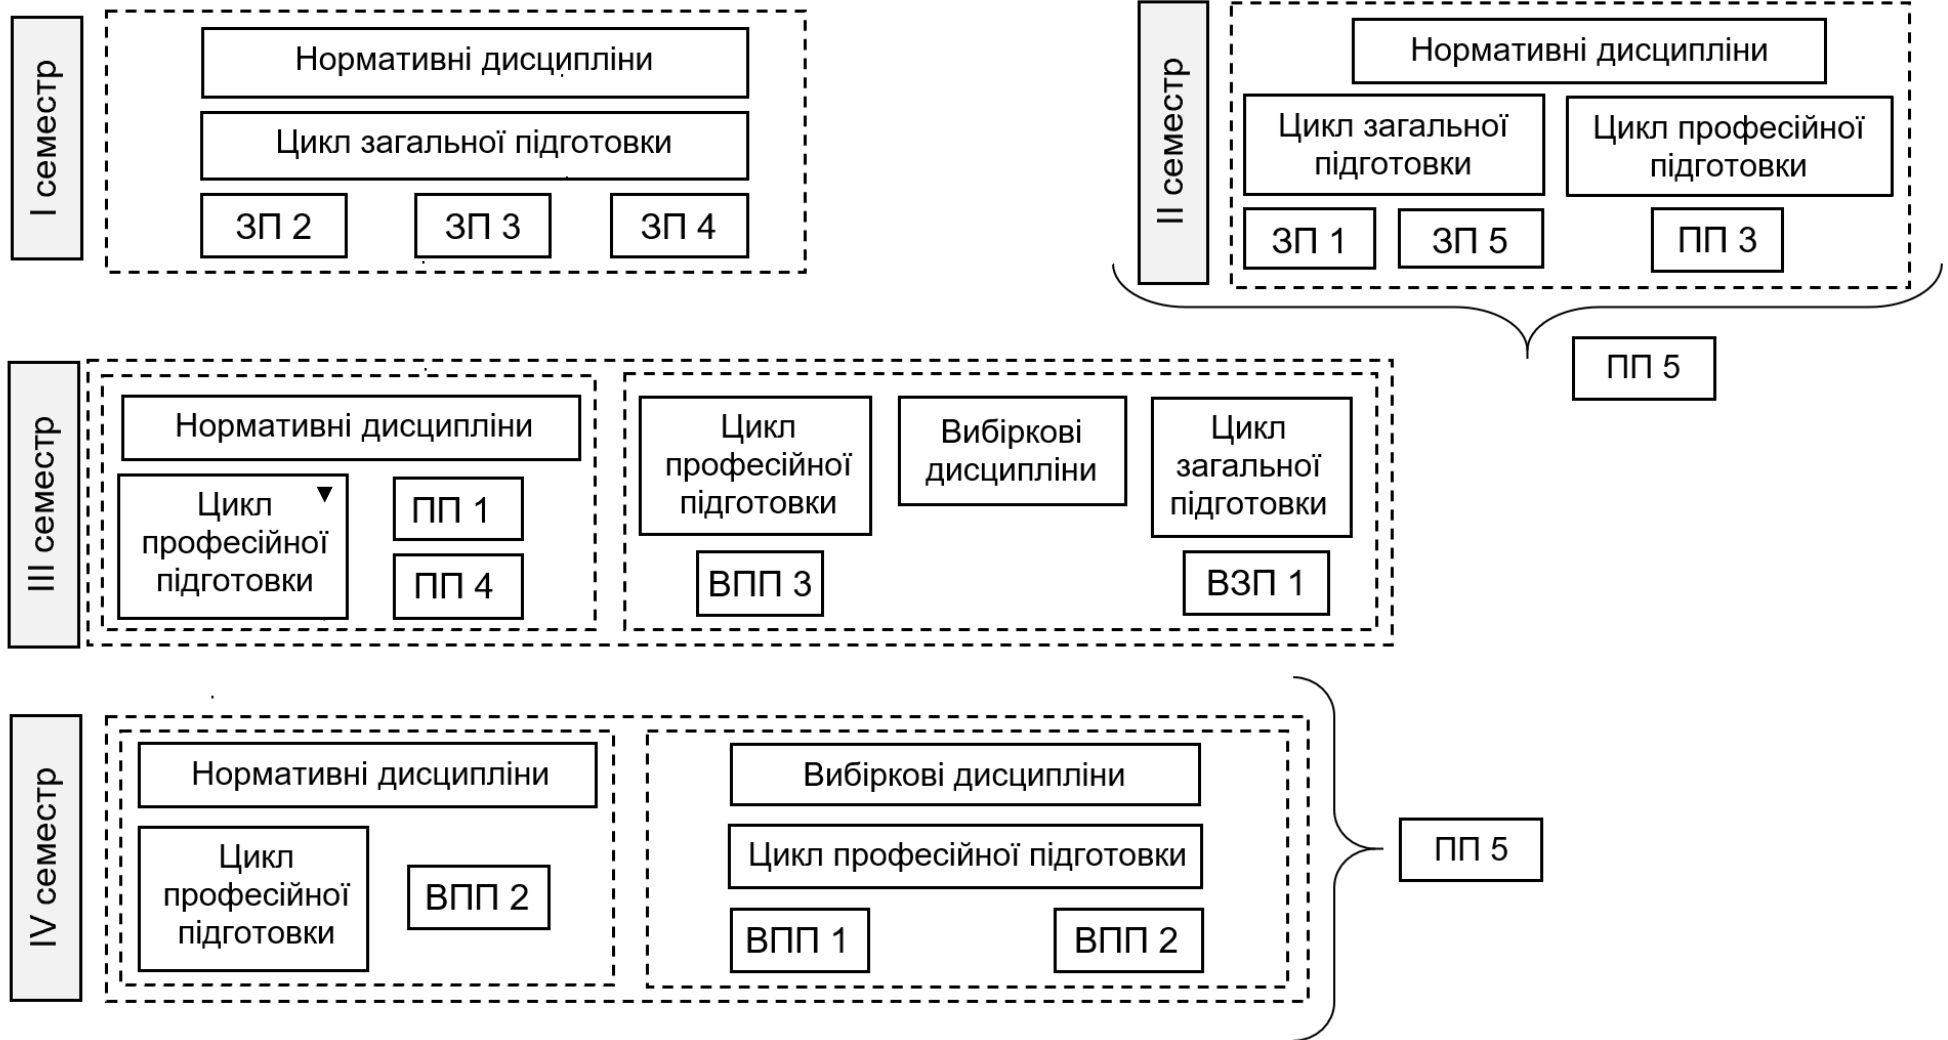 I семестр
Нормативні дисципліни
Цикл загальної підготовки
ЗП 2
ЗП 3
ЗП 4
II семестр
Нормативні дисципліни
Цикл загальної
підготовки
Цикл професійної
підготовки
ЗП 1
ЗП 5
ПП 3
ПП 5
III семестр
Нормативні дисципліни
Цикл
професійної
підготовки
ПП 1
ПП 4
Цикл
професійної
підготовки
Вибіркові
дисципліни
Цикл
загальної
підготовки
ВПП 3
ВЗП 1
IV семестр
Нормативні дисципліни
Цикл
професійної
підготовки
ВПП 2
Вибіркові дисципліни
Цикл професійної підготовки
ВПП 1
ВПП 2
ПП 5